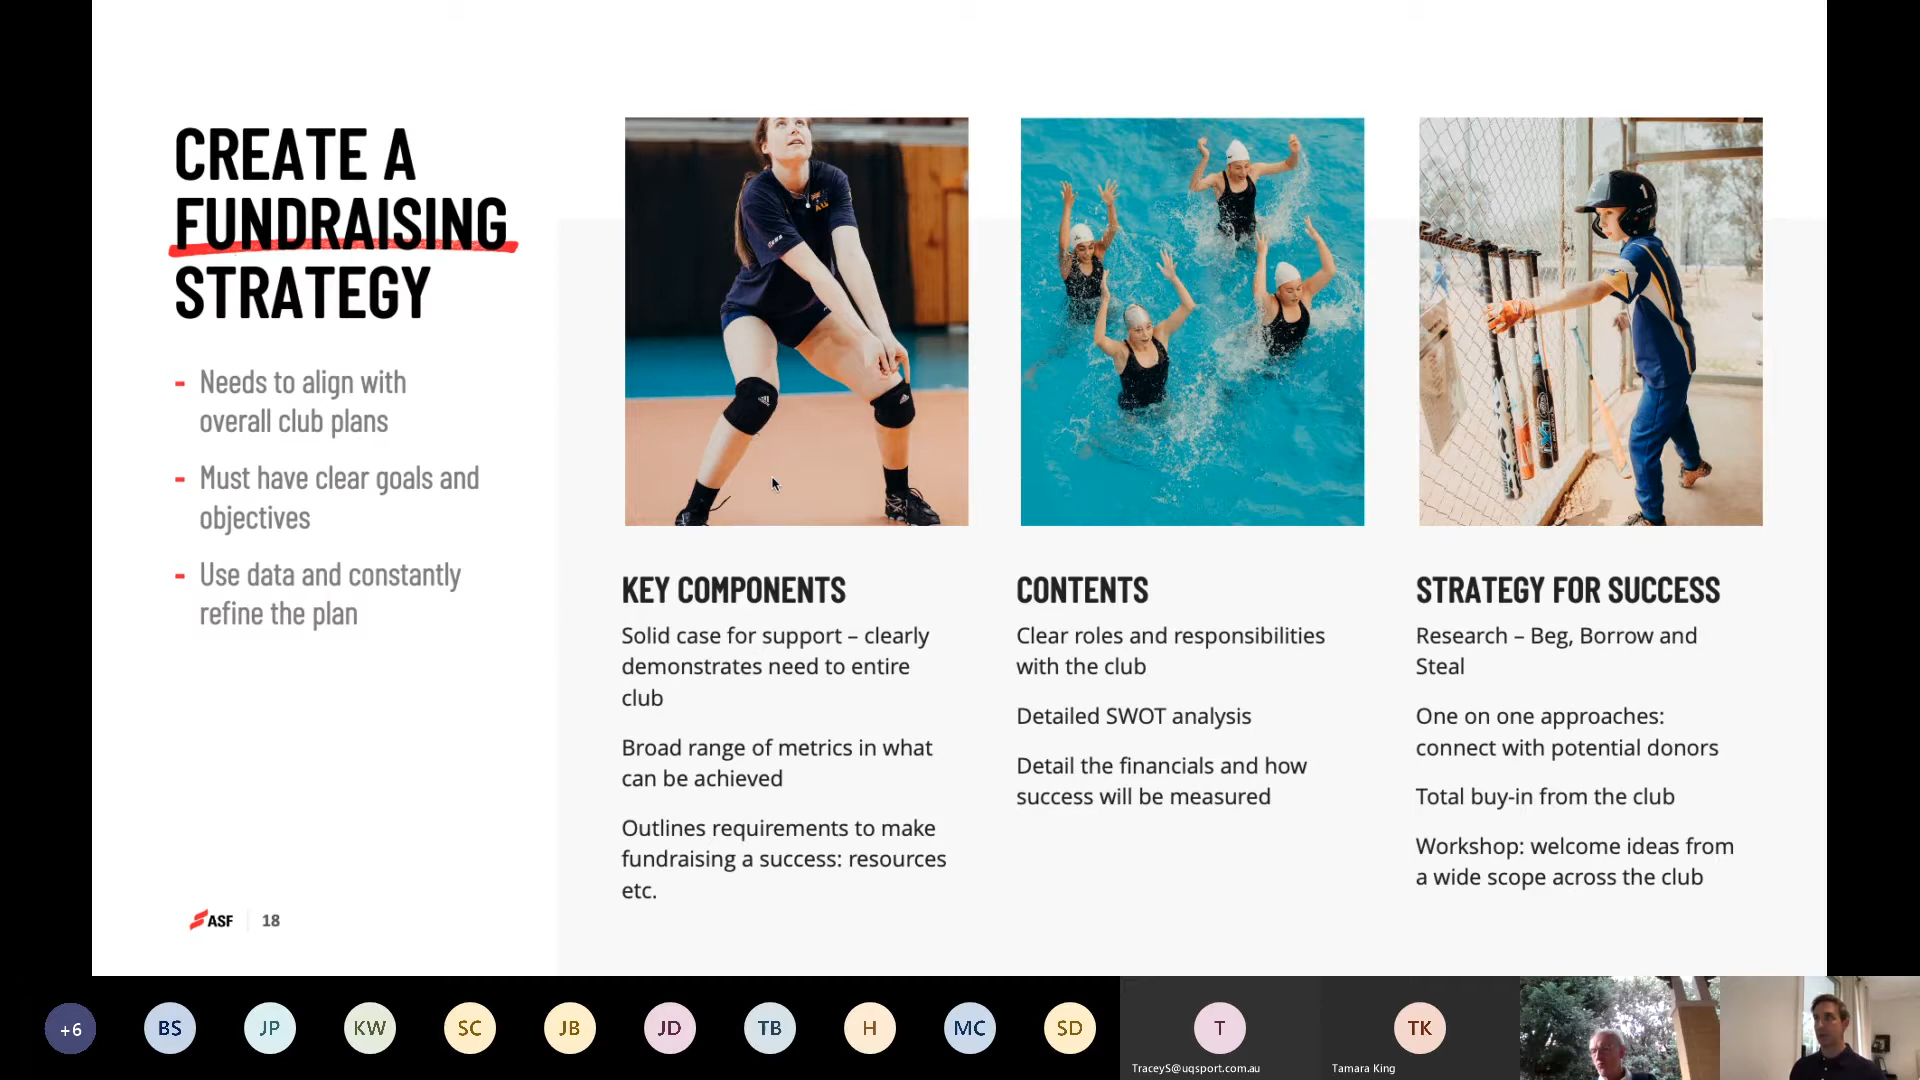 CREATE A
FUNDRAISING
STRATEGY
- Needs to align with
overall club plans
- Must have clear goals and
objectives
- Use data and constantly
refine the plan
ASF | 18
KEY COMPONENTS
Solid case for support – clearly
demonstrates need to entire
club
Broad range of metrics in what
can be achieved
Outlines requirements to make
fundraising a success: resources
etc.
CONTENTS
Clear roles and responsibilities
with the club
Detailed SWOT analysis
Detail the financials and how
success will be measured
STRATEGY FOR SUCCESS
Research – Beg, Borrow and
Steal
One on one approaches:
connect with potential donors
Total buy-in from the club
Workshop: welcome ideas from
a wide scope across the club
1
+6 BS JP KW SC JB JD TB H MC SD T TK
TraceyS@uqsport.com.au Tamara King